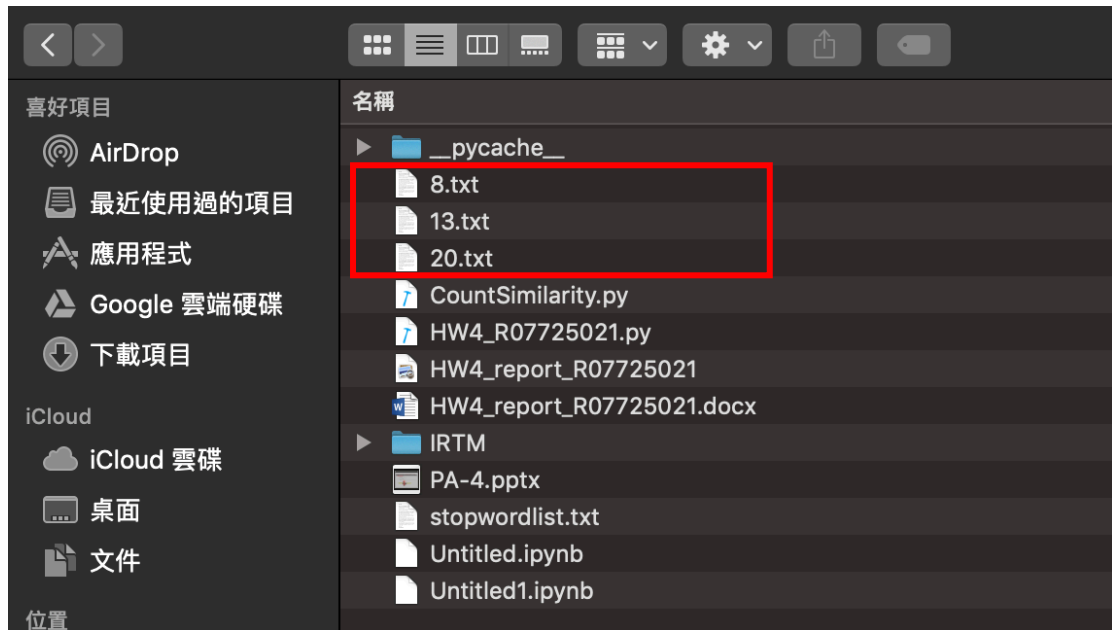 喜好項目
AirDrop
最近使用過的項目
應用程式
Google 雲端硬碟
下載項目
iCloud
iCloud 雲碟
桌面
文件
位置
名稱
__pycache__
8.txt
13.txt
20.txt
CountSimilarity.py
HW4_R07725021.py
HW4_report_R07725021
HW4_report_R07725021.docx
IRTM
PA-4.pptx
stopwordlist.txt
Untitled.ipynb
Untitled1.ipynb